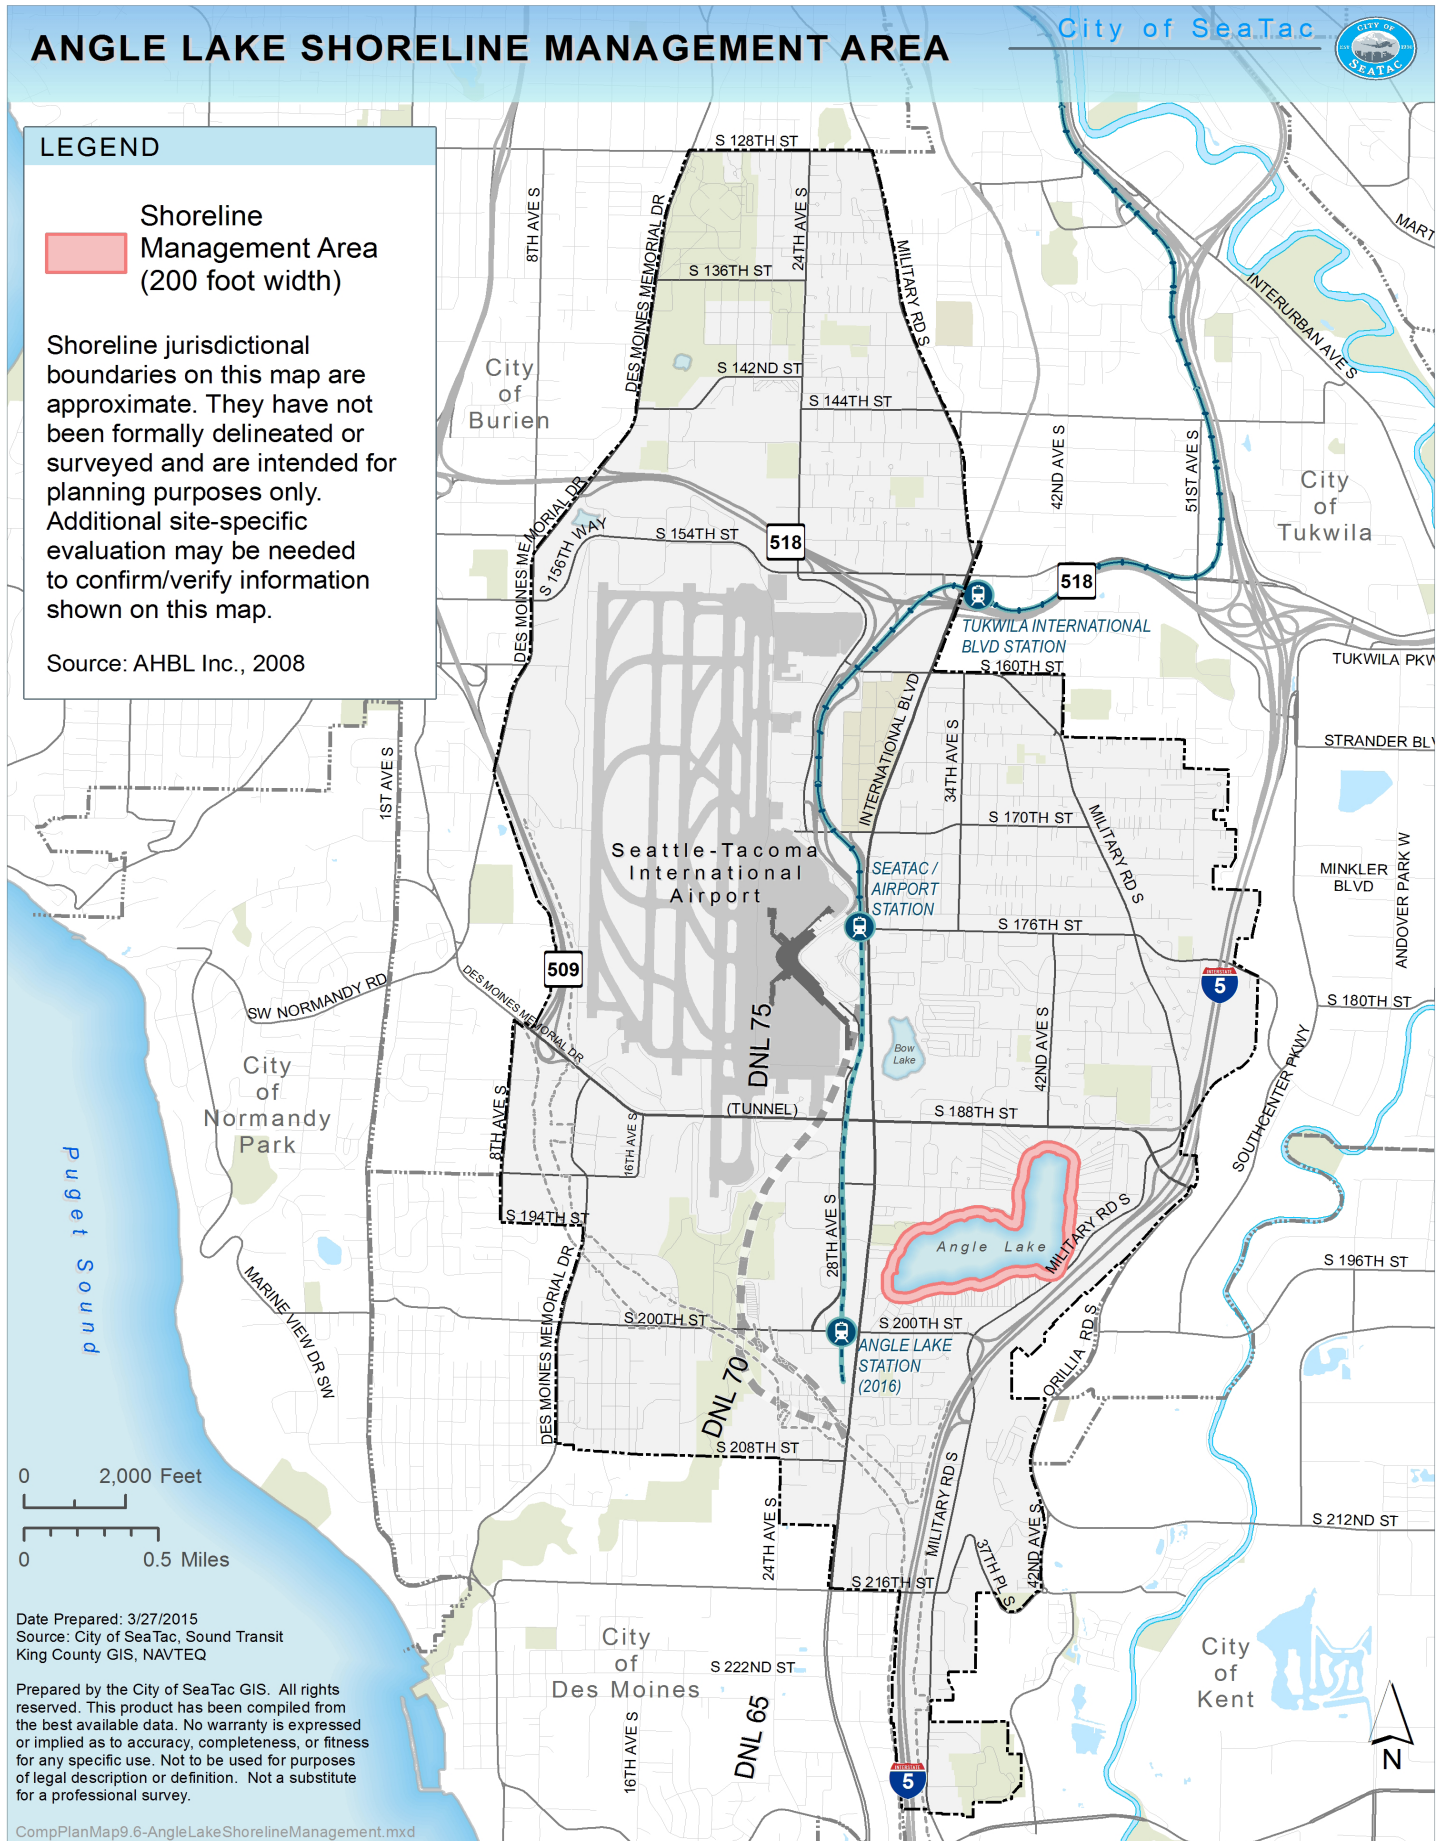 ANGLE LAKE SHORELINE MANAGEMENT AREA
City of SeaTac
CITY OF
SEATAC
LEGEND
Shoreline
Management Area
(200 foot width)
Shoreline jurisdictional
boundaries on this map are
approximate. They have not
been formally delineated or
surveyed and are intended for
planning purposes only.
Additional site-specific
evaluation may be needed
to confirm/verify information
shown on this map.
Source: AHBL Inc., 2008
S 128TH ST
8TH AVE S
DES MOINES MEMORIAL DR
24TH AVE S
MILITARY RD S
S 136TH ST
MART
INTERURBAN AVE S
City
of
Burien
S 142ND ST
S 144TH ST
42ND AVE S
51ST AVE S
City
of
Tukwila
DES MOINES MEMORIAL DR
S 156TH WAY
S 154TH ST
518
518
TUKWILA INTERNATIONAL
BLVD STATION
S 160TH ST
TUKWILA PKW
STRANDER BLV
1ST AVE S
INTERNATIONAL BLVD
34TH AVE S
S 170TH ST
MILITARY RD S
Seattle-Tacoma
International
Airport
SEATAC /
AIRPORT
STATION
MINKLER
BLVD
ANDOVER PARK W
S 176TH ST
509
INTERSTATE
5
SW NORMANDY RD
DES MOINES MEMORIAL DR
S 180TH ST
DNL 75
Bow
Lake
42ND AVE S
SOUTHCENTER PKWY
City
of
Normandy
Park
8TH AVE S
16TH AVE S
(TUNNEL)
S 188TH ST
Puget Sound
S 194TH ST
28TH AVE S
Angle Lake
MILITARY RD S
S 196TH ST
MARINE VIEW DR SW
DES MOINES MEMORIAL DR
S 200TH ST
S 200TH ST
ANGLE LAKE
STATION
(2016)
ORILLIA RD S
DNL 70
S 208TH ST
0 2,000 Feet
0 0.5 Miles
24TH AVE S
MILITARY RD S
37TH PL S
42ND AVE S
S 212ND ST
S 216TH ST
Date Prepared: 3/27/2015
Source: City of SeaTac, Sound Transit
King County GIS, NAVTEQ
City
of
Des Moines
S 222ND ST
City
of
Kent
16TH AVE S
DNL 65
INTERSTATE
5
N
Prepared by the City of SeaTac GIS. All rights
reserved. This product has been compiled from
the best available data. No warranty is expressed
or implied as to accuracy, completeness, or fitness
for any specific use. Not to be used for purposes
of legal description or definition. Not a substitute
for a professional survey.
CompPlanMap9.6-AngleLakeShorelineManagement.mxd